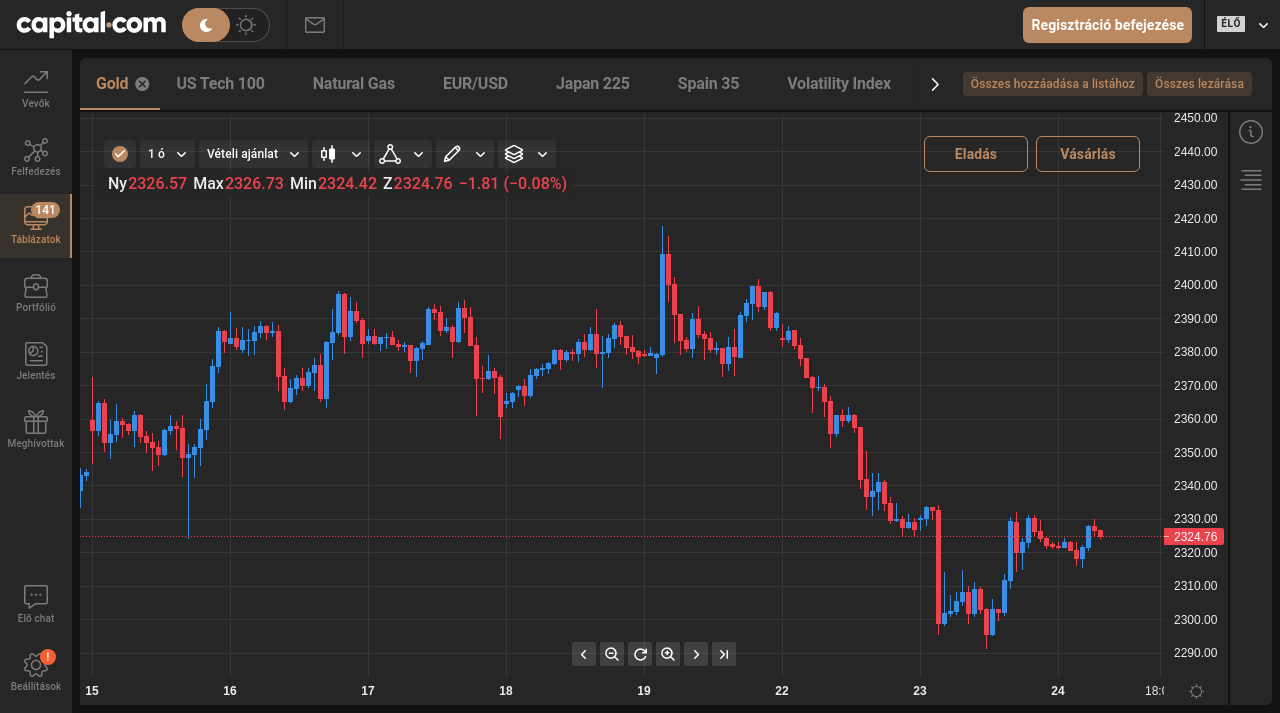 capital.com
Regisztráció befejezése
ÉLŐ
Vevők
Felfedezés
141
Táblázatok
Portfólió
Jelentés
Meghívottak
Élő chat
!
Beállítások
Gold US Tech 100 Natural Gas EUR/USD Japan 225 Spain 35 Volatility Index
Összes hozzáadása a listához Összes lezárása
1 ó Vételi ajánlat
Eladás Vásárlás
Ny2326.57 Max2326.73 Min2324.42 Z2324.76 −1.81 (−0.08%)
2450.00
2440.00
2430.00
2420.00
2410.00
2400.00
2390.00
2380.00
2370.00
2360.00
2350.00
2340.00
2330.00
2324.76
2320.00
2310.00
2300.00
2290.00
15 16 17 18 19 22 23 24 18: